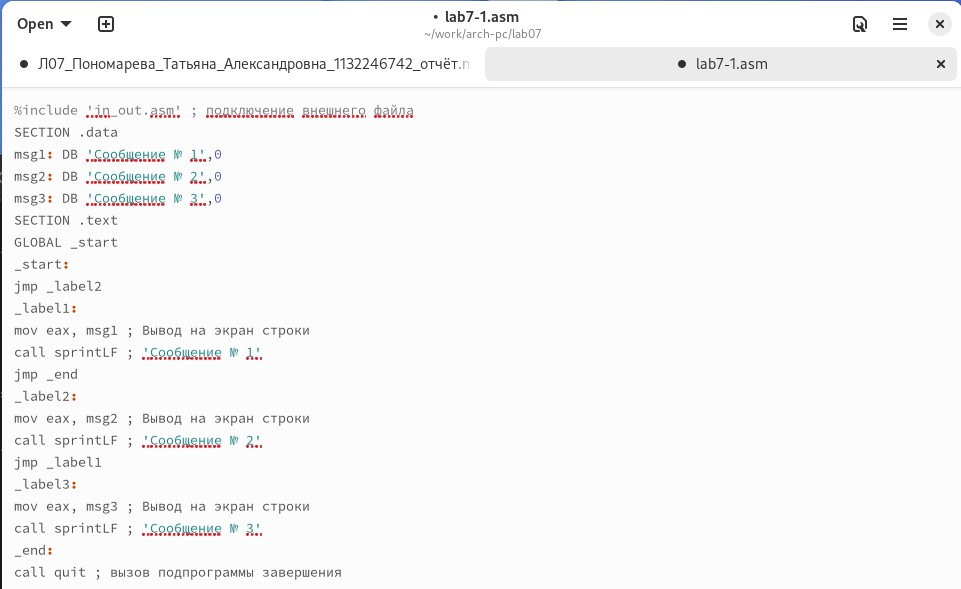 Open
lab7-1.asm
~/work/arch-pc/lab07
Л07_Пономарева_Татьяна_Александровна_1132246742_отчёт.m
lab7-1.asm
%include 'in_out.asm' ; подключение внешнего файла
SECTION .data
msg1: DB 'Сообщение № 1',0
msg2: DB 'Сообщение № 2',0
msg3: DB 'Сообщение № 3',0
SECTION .text
GLOBAL _start
_start:
jmp _label2
_label1:
mov eax, msg1 ; Вывод на экран строки
call sprintLF ; 'Сообщение № 1'
jmp _end
_label2:
mov eax, msg2 ; Вывод на экран строки
call sprintLF ; 'Сообщение № 2'
jmp _label1
_label3:
mov eax, msg3 ; Вывод на экран строки
call sprintLF ; 'Сообщение № 3'
_end:
call quit ; вызов подпрограммы завершения